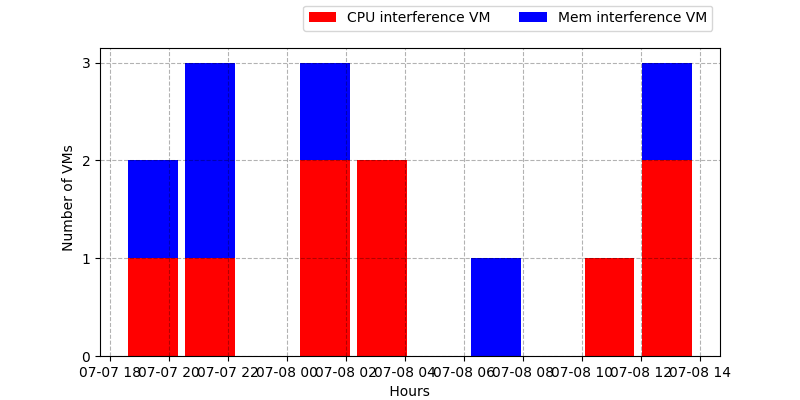 CPU interference VM Mem interference VM
3
2
1
0
Number of VMs
07-07 18 07-07 20 07-07 22 07-08 00 07-08 02 07-08 04 07-08 06 07-08 08 07-08 10 07-08 12 07-08 14
Hours